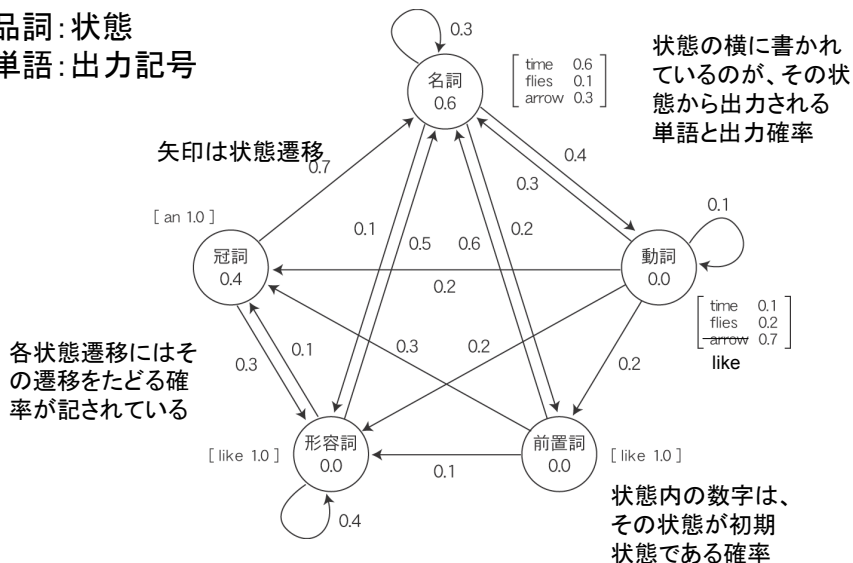 品詞:状態
単語:出力記号
0.3
名詞
0.6
time 0.6
flies 0.1
arrow 0.3
状態の横に書かれ
ているのが、その状
態から出力される
単語と出力確率
矢印は状態遷移
0.7
0.4
0.3
[ an 1.0 ]
冠詞
0.4
0.1
0.5
0.6
0.2
0.1
動詞
0.0
0.2
time 0.1
flies 0.2
arrow 0.7
like
各状態遷移にはそ
の遷移をたどる確
率が記されている
0.3
0.1
0.3
0.2
0.2
[ like 1.0 ]
形容詞
0.0
0.1
前置詞
0.0
[ like 1.0 ]
0.4
状態内の数字は、
その状態が初期
状態である確率